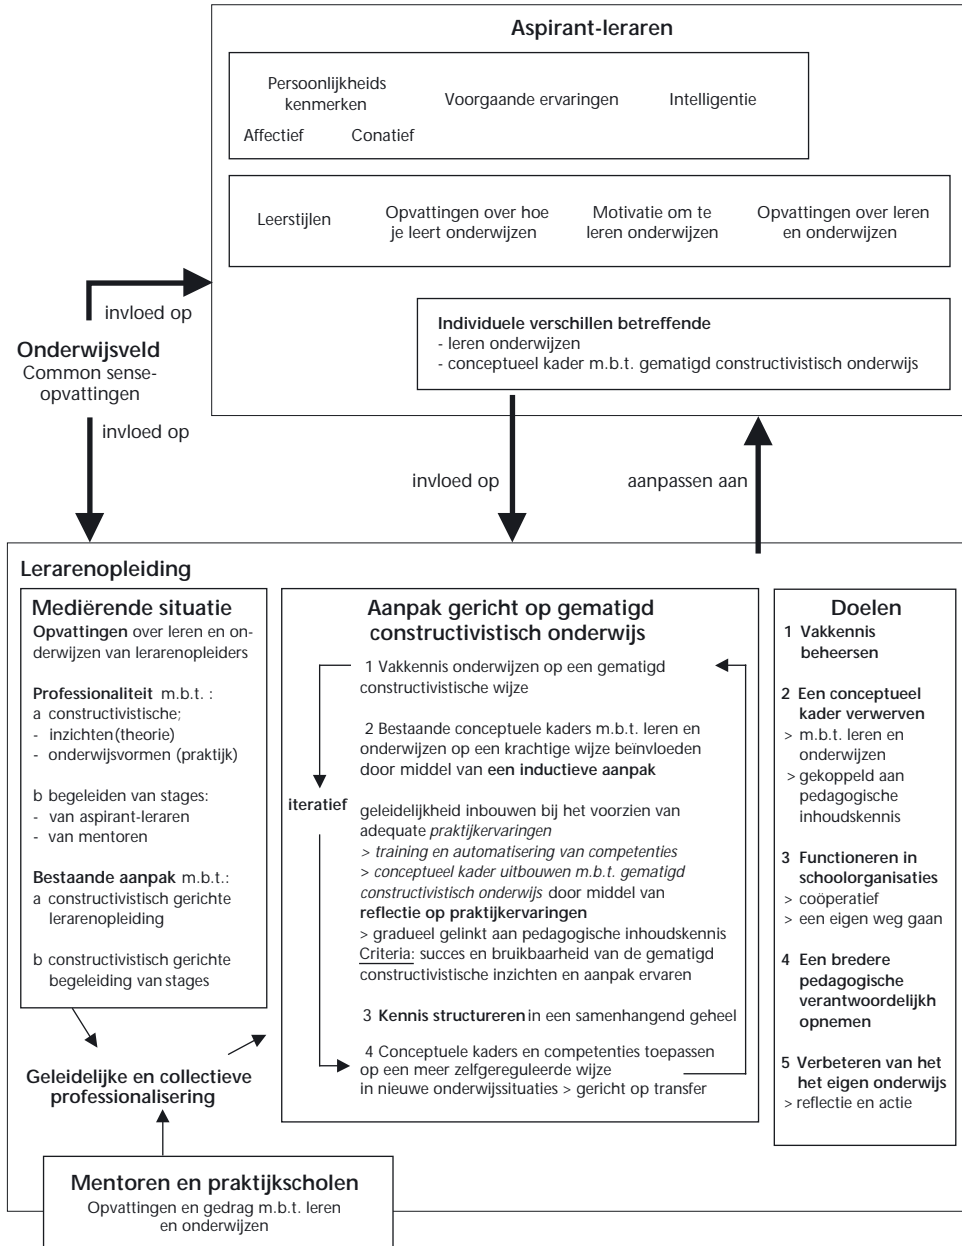 Aspirant-leraren
Persoonlijkheids
kenmerken
Voorgaande ervaringen
Intelligentie
Affectief
Conatief
Leerstijlen
Opvattingen over hoe
je leert onderwijzen
Motivatie om te
leren onderwijzen
Opvattingen over leren
en onderwijzen
invloed op
Individuele verschillen betreffende
- leren onderwijzen
- conceptueel kader m.b.t. gematigd constructivistisch onderwijs
Onderwijsveld
Common sense-
opvattingen
invloed op
invloed op
aanpassen aan
Lerarenopleiding
Mediërende situatie
Opvattingen over leren en on-
derwijzen van lerarenopleiders
Professionaliteit m.b.t. :
a constructivistische;
- inzichten(theorie)
- onderwijsvormen (praktijk)
b begeleiden van stages:
- van aspirant-leraren
- van mentoren
Bestaande aanpak m.b.t.:
a constructivistisch gerichte
lerarenopleiding
b constructivistisch gerichte
begeleiding van stages
Geleidelijke en collectieve
professionalisering
Mentoren en praktijkscholen
Opvattingen en gedrag m.b.t. leren
en onderwijzen
Aanpak gericht op gematigd
constructivistisch onderwijs
1 Vakkennis onderwijzen op een gematigd
constructivistische wijze
2 Bestaande conceptuele kaders m.b.t. leren en
onderwijzen op een krachtige wijze beïnvloeden
door middel van een inductieve aanpak
iteratief
geleidelijkheid inbouwen bij het voorzien van
adequate praktijkervaringen
> training en automatisering van competenties
> conceptueel kader uitbouwen m.b.t. gematigd
constructivistisch onderwijs door middel van
reflectie op praktijkervaringen
> gradueel gelinkt aan pedagogische inhoudskennis
Criteria: succes en bruikbaarheid van de gematigd
constructivistische inzichten en aanpak ervaren
3 Kennis structureren in een samenhangend geheel
4 Conceptuele kaders en competenties toepassen
op een meer zelfgereguleerde wijze
in nieuwe onderwijssituaties > gericht op transfer
Doelen
1 Vakkennis
beheersen
2 Een conceptueel
kader verwerven
> m.b.t. leren en
onderwijzen
> gekoppeld aan
pedagogische
inhoudskennis
3 Functioneren in
schoolorganisaties
> coöperatief
> een eigen weg gaan
4 Een bredere
pedagogische
verantwoordelijkh
opnemen
5 Verbeteren van het
het eigen onderwijs
> reflectie en actie